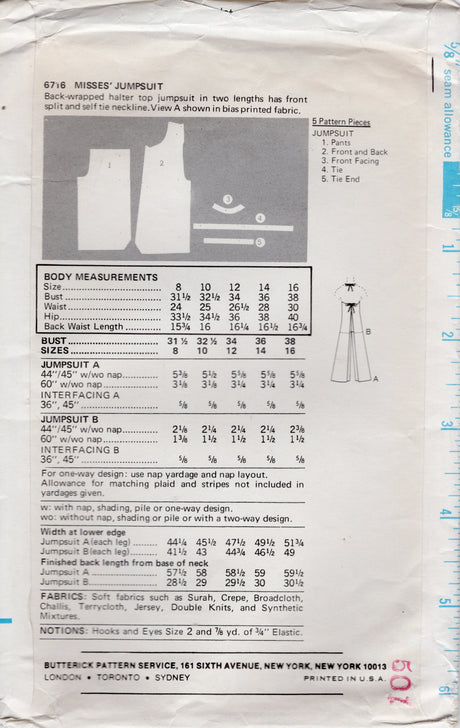 6716 MISSES' JUMPSUIT
Back-wrapped halter top jumpsuit in two lengths has front
split and self tie neckline. View A shown in bias printed fabric.
5 Pattern Pieces
JUMPSUIT
1. Pants
2. Front and Back
3. Front Facing
4. Tie
5. Tie End
1
2
3
4
5
BODY MEASUREMENTS
Size 8 10 12 14 16
Bust 31½ 32½ 34 36 38
Waist 24 25 26½ 28 30
Hip 33½ 34½ 36 38 40
Back Waist Length 15¾ 16 16¼ 16½ 16¾
BUST 31 ½ 32 ½ 34 36 38
SIZES 8 10 12 14 16
JUMPSUIT A
44"/45" w/wo nap 5⅜ 5½ 5⅝ 5⅝ 5⅝
60" w/wo nap 3⅛ 3⅛ 3¼ 3¼ 3¼
INTERFACING A
36", 45" ⅝ ⅝ ⅝ ⅝ ⅝
JUMPSUIT B
44"/45" w/wo nap 2⅛ 2¼ 2¼ 2¼ 2⅜
60" w/wo nap 1⅜ 1½ 1½ 1½ 1½
INTERFACING B
36", 45" ⅝ ⅝ ⅝ ⅝ ⅝
For one-way design: use nap yardage and nap layout.
Allowance for matching plaid and stripes not included in
yardages given.
w: with nap, shading, pile or one-way design.
wo: without nap, shading or pile or with a two-way design.
Width at lower edge
Jumpsuit A (each leg) 44¼ 45½ 47½ 49½ 51¾
Jumpsuit B (each leg) 41½ 43 44¾ 46½ 49
Finished back length from base of neck
Jumpsuit A 57½ 58 58½ 59 59½
Jumpsuit B 28½ 29 29½ 30 30½
FABRICS: Soft fabrics such as Surah, Crepe, Broadcloth,
Challis, Terrycloth, Jersey, Double Knits, and Synthetic
Mixtures.
NOTIONS: Hooks and Eyes Size 2 and ⅞ yd. of ¾" Elastic.
BUTTERICK PATTERN SERVICE, 161 SIXTH AVENUE, NEW YORK, NEW YORK 10013
LONDON • TORONTO • SYDNEY PRINTED IN U.S.A.
501
B
A
5/8" seam allowance
5/8
1
2
3
4
5
6